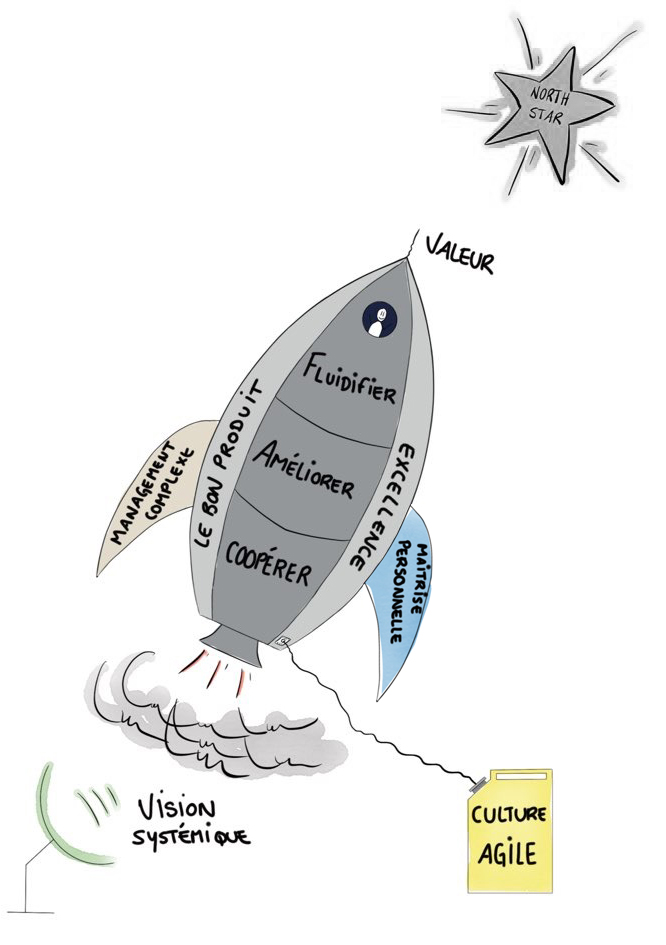 NORTH
STAR
VALEUR
FLUIDIFIER
AMÉLIORER
COOPÉRER
LE BON PRODUIT
EXCELLENCE
MANAGEMENT
COMPLEXE
MAÎTRISE
PERSONNELLE
VISION
SYSTÉMIQUE
CULTURE
AGILE